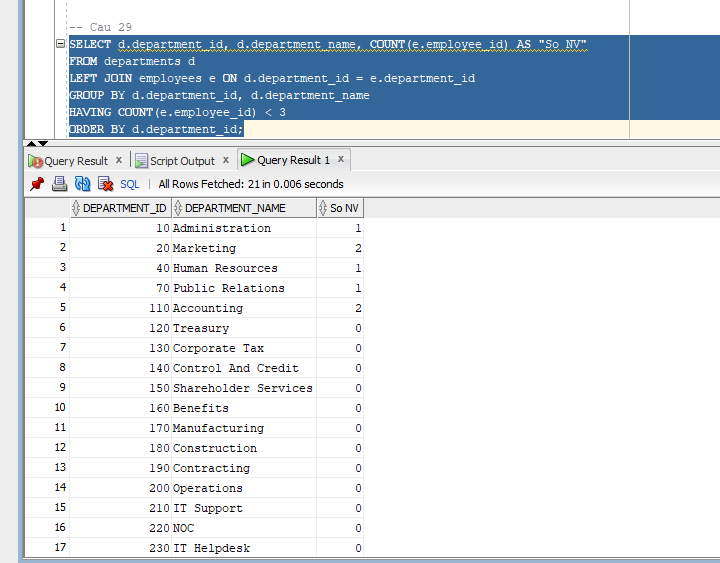 -- Cau 29
SELECT d.department_id, d.department_name, COUNT(e.employee_id) AS "So NV"
FROM departments d
LEFT JOIN employees e ON d.department_id = e.department_id
GROUP BY d.department_id, d.department_name
HAVING COUNT(e.employee_id) < 3
ORDER BY d.department_id;
Query Result x Script Output x Query Result 1 x
SQL | All Rows Fetched: 21 in 0.006 seconds
DEPARTMENT_ID DEPARTMENT_NAME So NV
1 10 Administration 1
2 20 Marketing 2
3 40 Human Resources 1
4 70 Public Relations 1
5 110 Accounting 2
6 120 Treasury 0
7 130 Corporate Tax 0
8 140 Control And Credit 0
9 150 Shareholder Services 0
10 160 Benefits 0
11 170 Manufacturing 0
12 180 Construction 0
13 190 Contracting 0
14 200 Operations 0
15 210 IT Support 0
16 220 NOC 0
17 230 IT Helpdesk 0